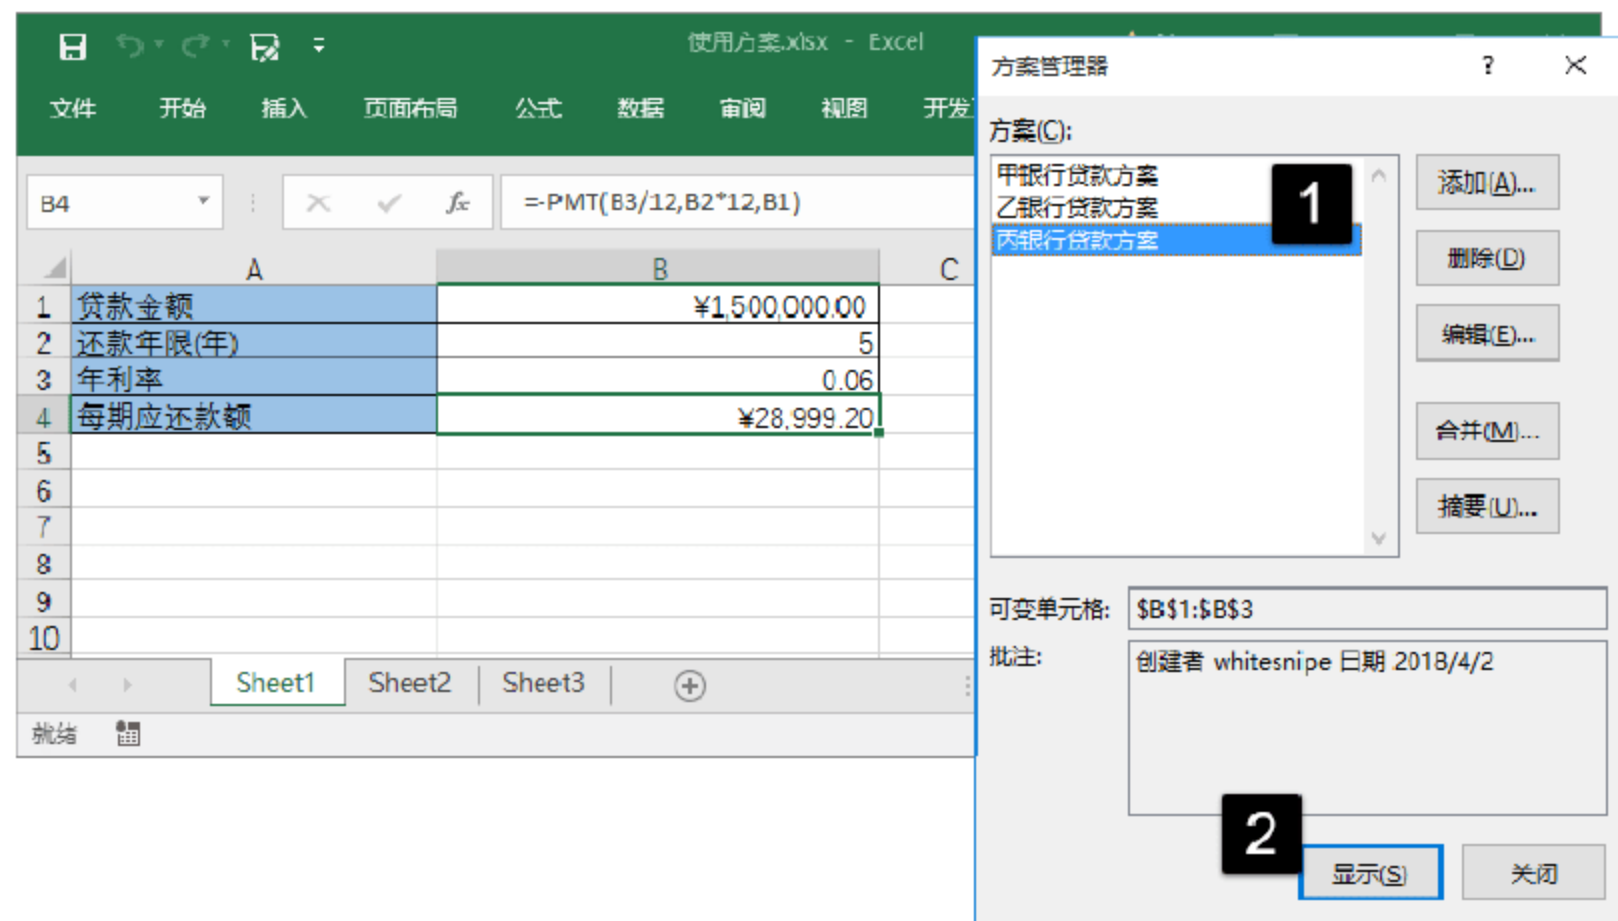 使用方案.xlsx - Excel
文件 开始 插入 页面布局 公式 数据 审阅 视图 开发
B4 fx =-PMT(B3/12,B2*12,B1)
A B C
1 贷款金额 ¥1,500,000.00
2 还款年限(年) 5
3 年利率 0.06
4 每期应还款额 ¥28,999.20
5
6
7
8
9
10
Sheet1 Sheet2 Sheet3
就绪
方案管理器 ?
方案(C):
甲银行贷款方案
乙银行贷款方案
丙银行贷款方案
1
添加(A)...
删除(D)
编辑(E)...
合并(M)...
摘要(U)...
可变单元格: $B$1:$B$3
批注: 创建者 whitesnipe 日期 2018/4/2
2
显示(S) 关闭